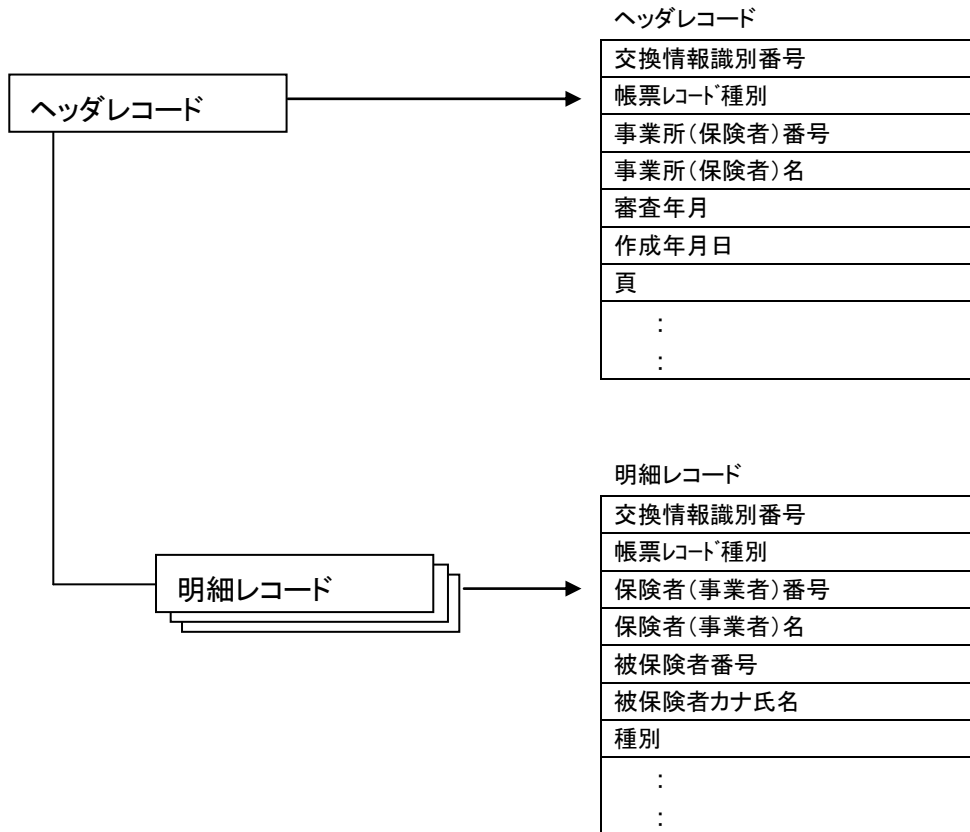 ヘッダレコード
ヘッダレコード
交換情報識別番号
帳票ﾚｺｰﾄﾞ種別
事業所(保険者)番号
事業所(保険者)名
審査年月
作成年月日
頁
:
:
明細レコード
明細レコード
交換情報識別番号
帳票ﾚｺｰﾄﾞ種別
保険者(事業者)番号
保険者(事業者)名
被保険者番号
被保険者カナ氏名
種別
:
: